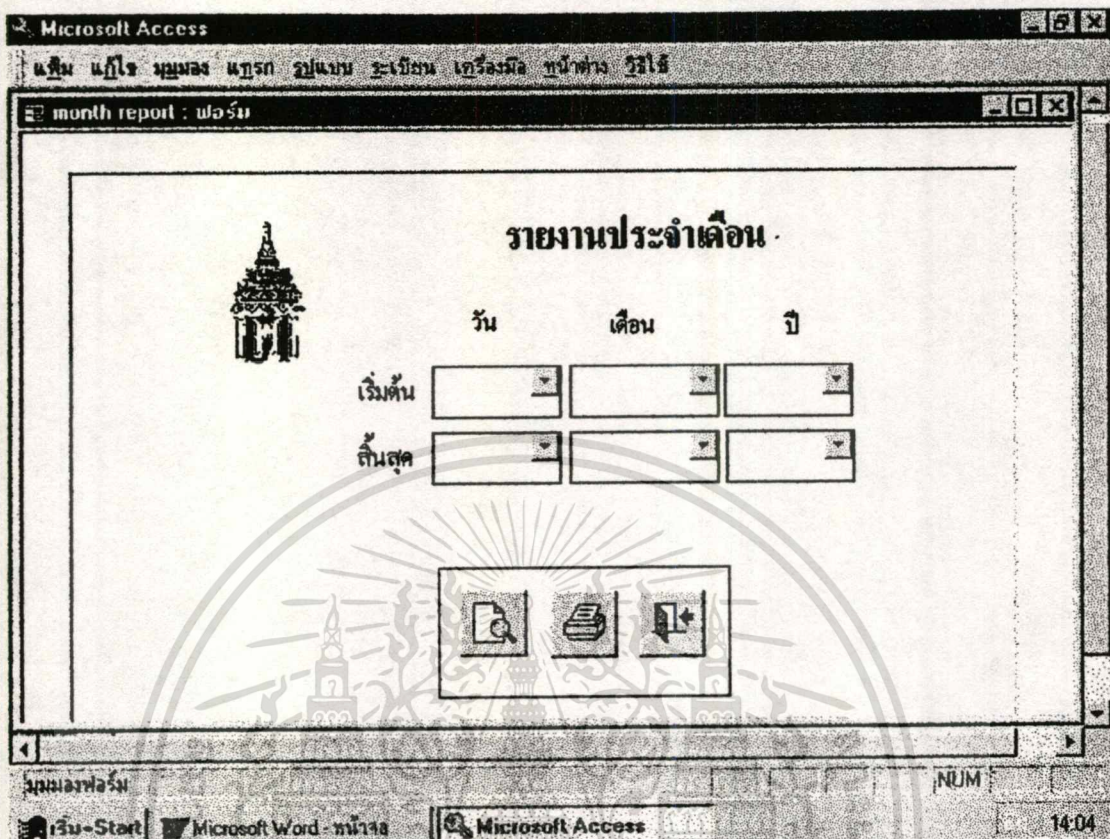 Microsoft Access
แฟ้ม แก้ไข มุมมอง แทรก รูปแบบ ระเบียน เครื่องมือ หน้าต่าง วิธีใช้
month report : ฟอร์ม
รายงานประจำเดือน
วัน เดือน ปี
เริ่มต้น
สิ้นสุด
มุมมองฟอร์ม NUM
เริ่ม-Start Microsoft Word - หน้าจอ Microsoft Access 14:04